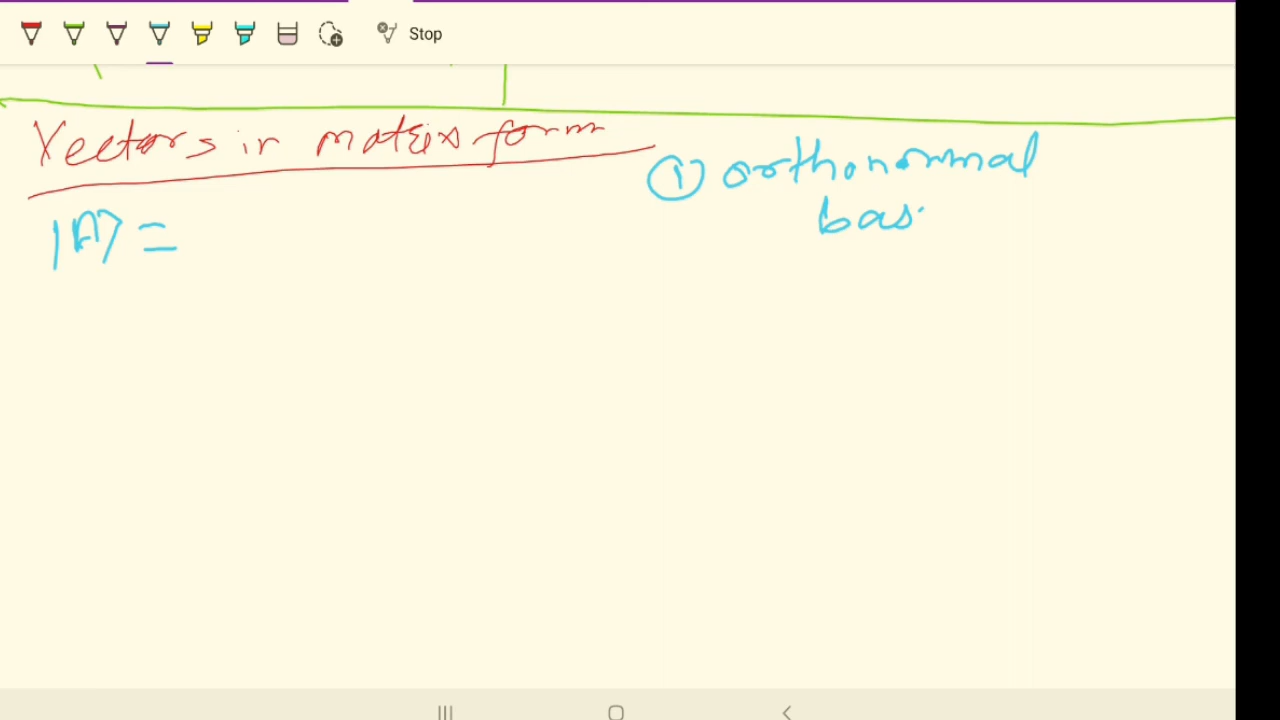 Stop
Vectors in matrix form
① orthonormal
bas
|A⟩ =